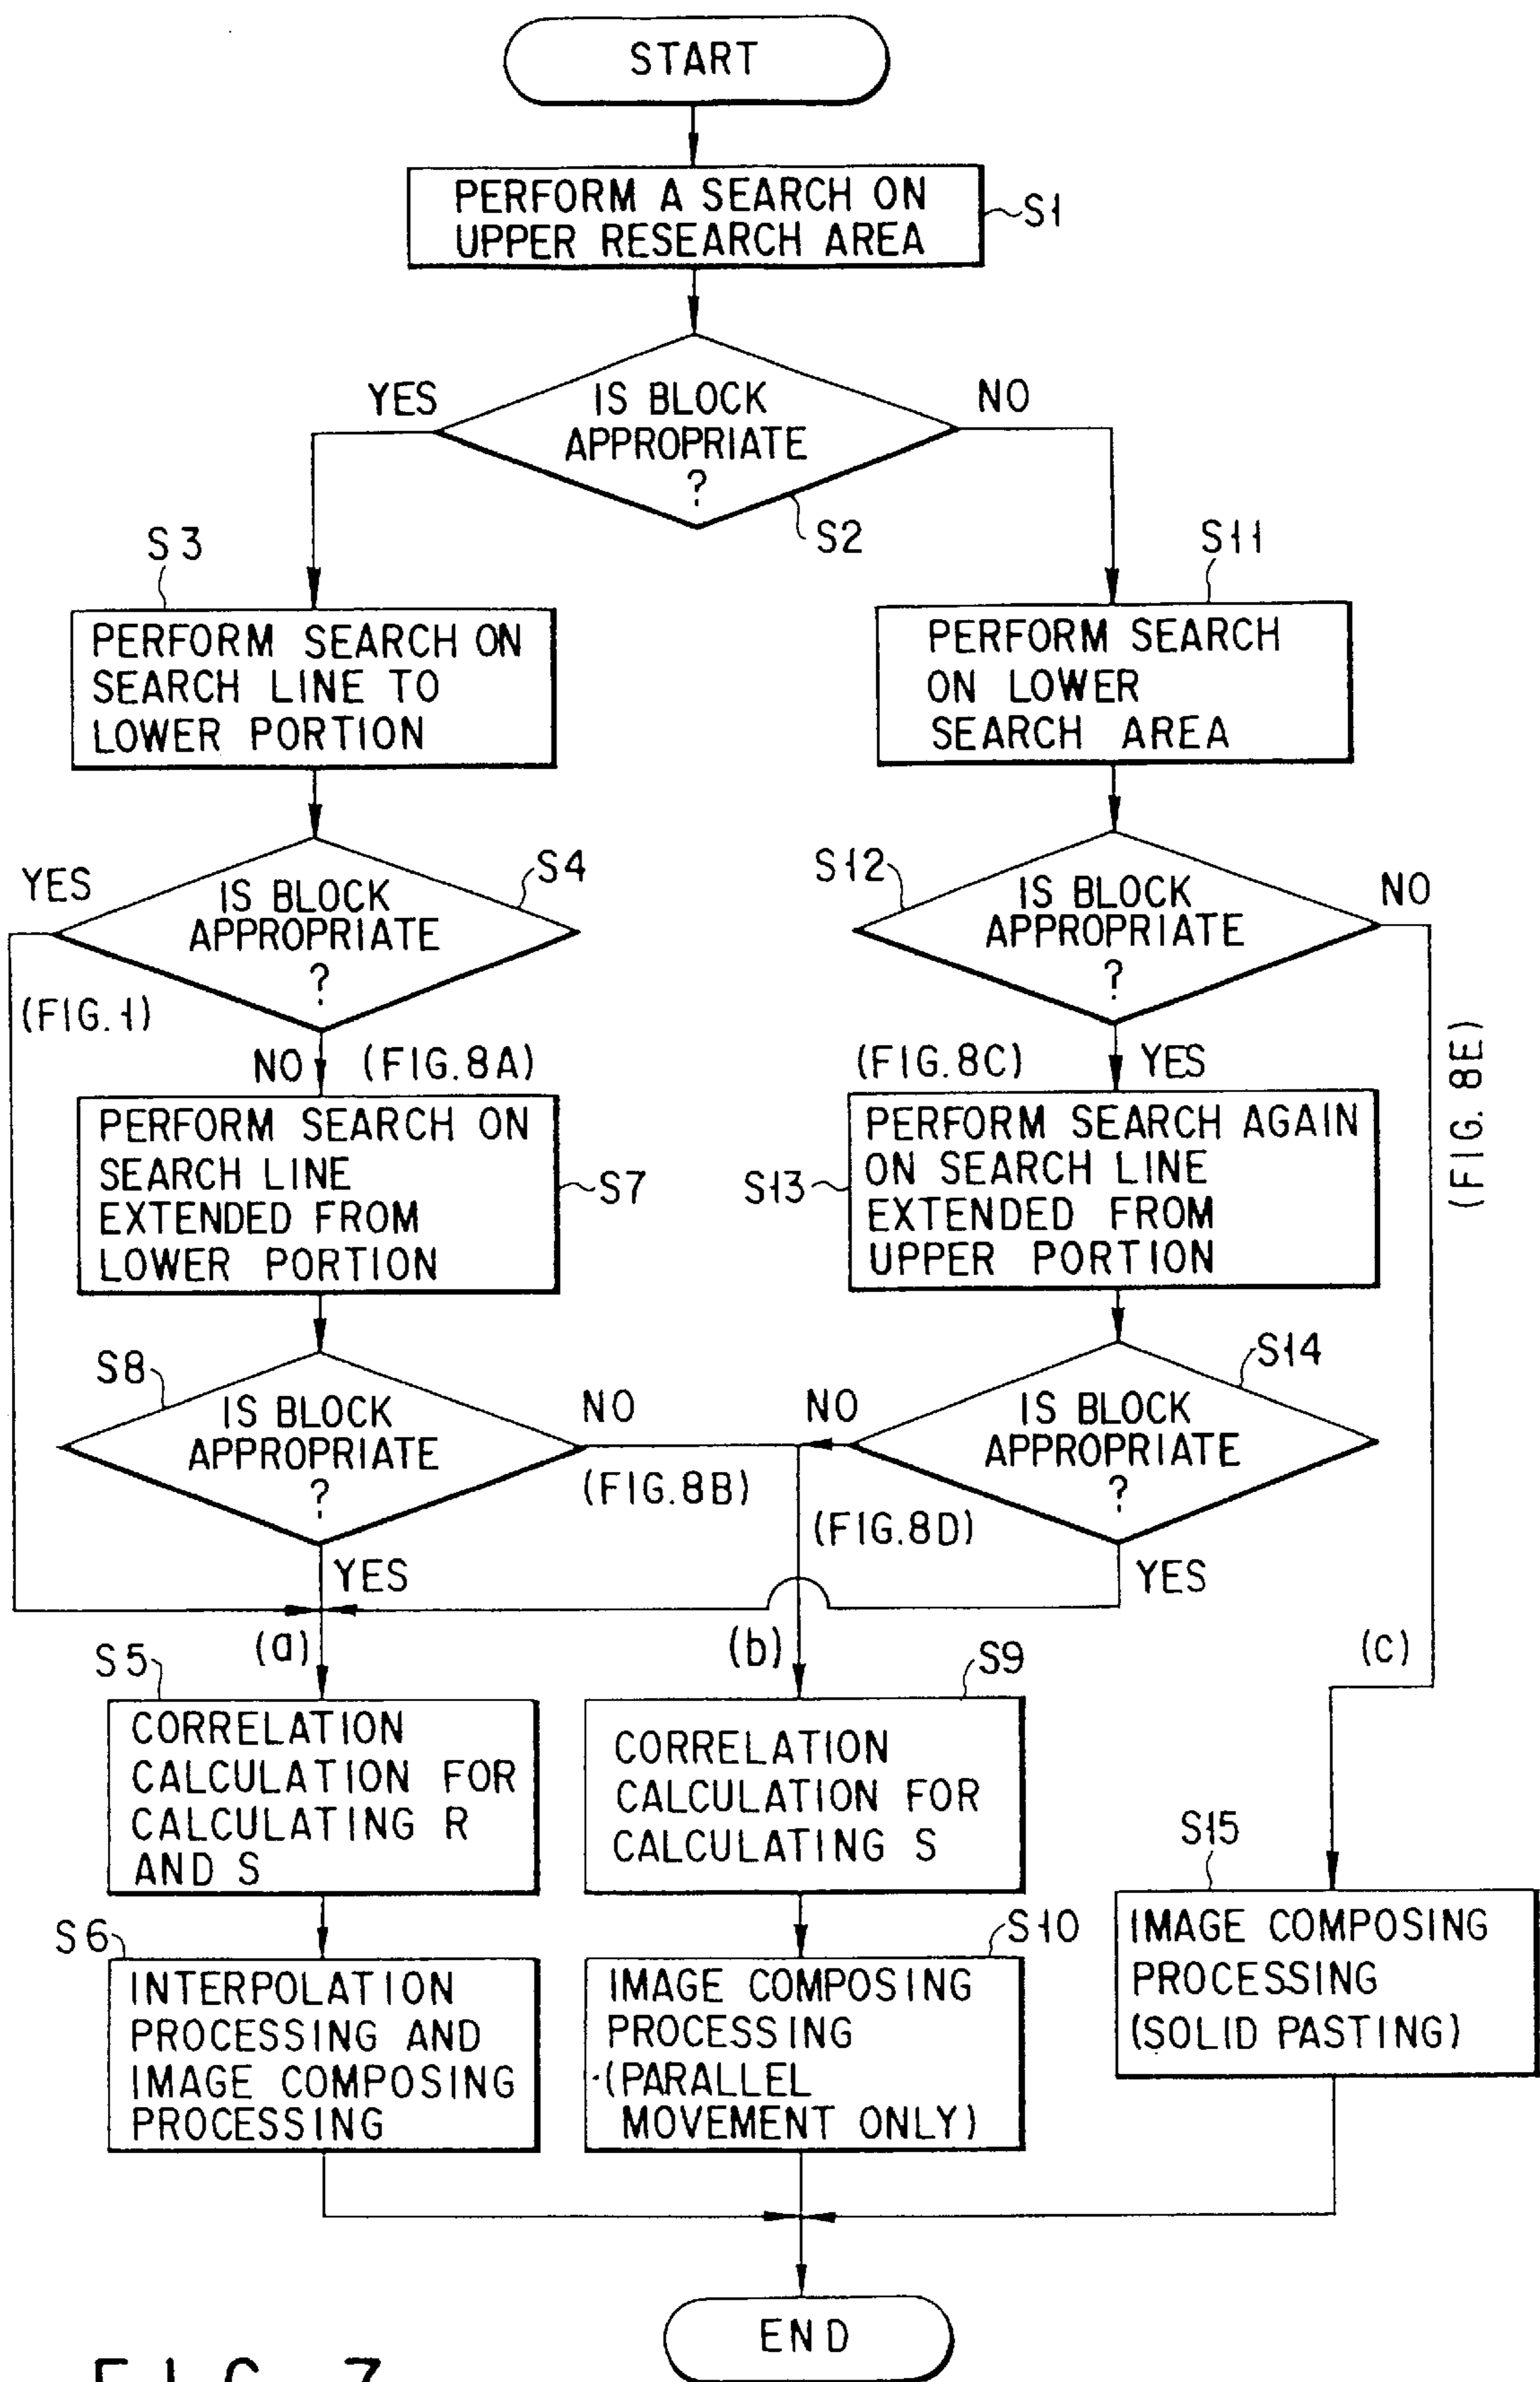 START
PERFORM A SEARCH ON
UPPER RESEARCH AREA
S1
IS BLOCK
APPROPRIATE
?
YES
NO
S2
S3
PERFORM SEARCH ON
SEARCH LINE TO
LOWER PORTION
S11
PERFORM SEARCH
ON LOWER
SEARCH AREA
YES
S4
IS BLOCK
APPROPRIATE
?
(FIG.1)
NO
(FIG.8A)
S12
IS BLOCK
APPROPRIATE
?
NO
(FIG.8C)
YES
(FIG. 8E)
PERFORM SEARCH ON
SEARCH LINE
EXTENDED FROM
LOWER PORTION
S7
S13
PERFORM SEARCH AGAIN
ON SEARCH LINE
EXTENDED FROM
UPPER PORTION
S8
IS BLOCK
APPROPRIATE
?
NO
(FIG.8B)
YES
S14
IS BLOCK
APPROPRIATE
?
NO
(FIG.8D)
YES
(a)
(b)
(c)
S5
CORRELATION
CALCULATION FOR
CALCULATING R
AND S
S9
CORRELATION
CALCULATION FOR
CALCULATING S
S6
INTERPOLATION
PROCESSING AND
IMAGE COMPOSING
PROCESSING
S10
IMAGE COMPOSING
PROCESSING
(PARALLEL
MOVEMENT ONLY)
S15
IMAGE COMPOSING
PROCESSING
(SOLID PASTING)
END
FIG. 7